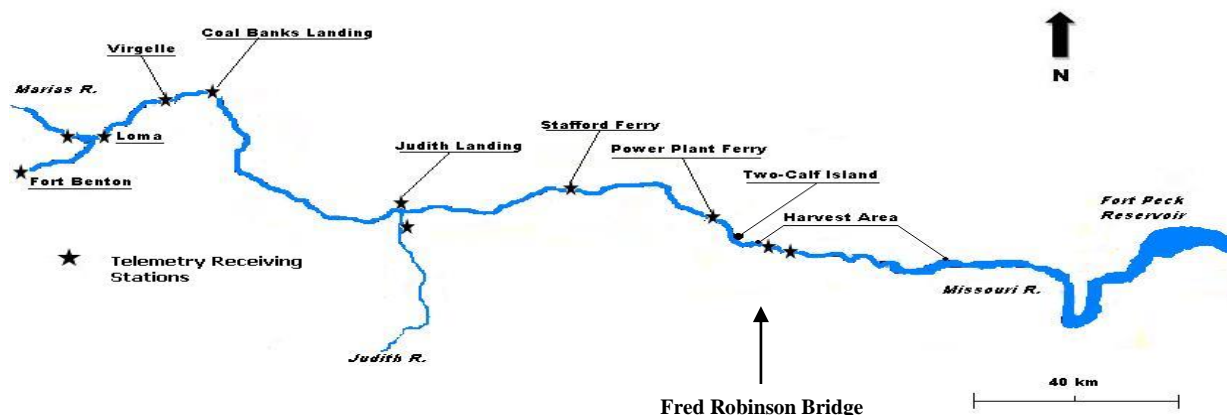 Coal Banks Landing
Virgelle
N
Marias R.
Stafford Ferry
Loma
Judith Landing
Power Plant Ferry
Two-Calf Island
Fort Benton
Harvest Area
Fort Peck
Reservoir
Telemetry Receiving
Stations
Missouri R.
Judith R.
40 km
Fred Robinson Bridge